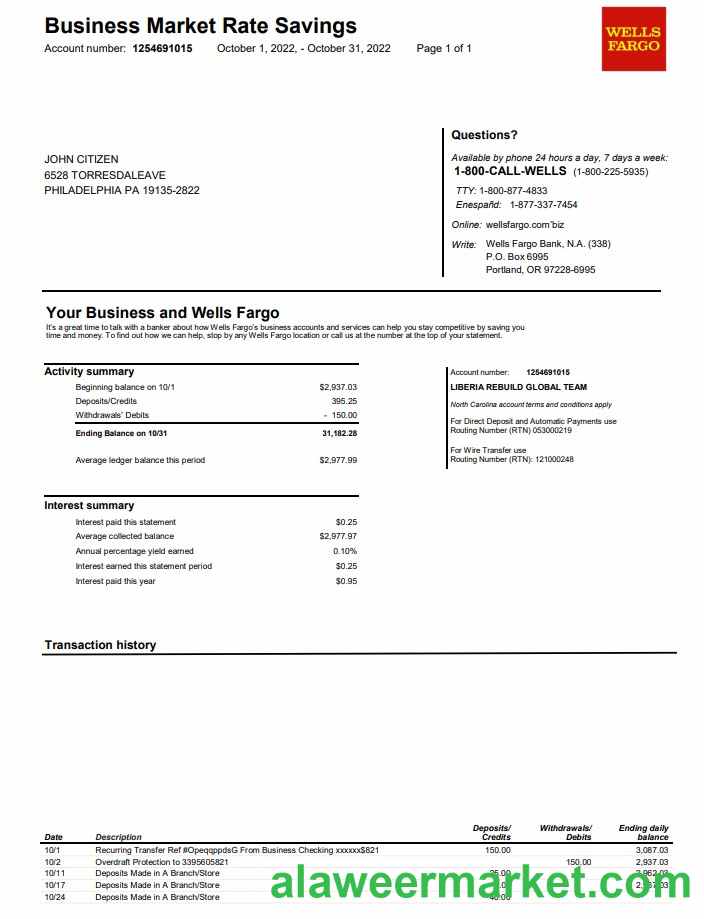 Business Market Rate Savings
Account number: 1254691015 October 1, 2022, - October 31, 2022 Page 1 of 1
WELLS
FARGO
JOHN CITIZEN
6528 TORRESDALEAVE
PHILADELPHIA PA 19135-2822
Questions?
Available by phone 24 hours a day, 7 days a week:
1-800-CALL-WELLS (1-800-225-5935)
TTY: 1-800-877-4833
Enespañd: 1-877-337-7454
Online: wellsfargo.com'biz
Write: Wells Fargo Bank, N.A. (338)
P.O. Box 6995
Portland, OR 97228-6995
Your Business and Wells Fargo
It's a great time to talk with a banker about how Wells Fargo's business accounts and services can help you stay competitive by saving you
time and money. To find out how we can help, stop by any Wells Fargo location or call us at the number at the top of your statement.
Activity summary
Beginning balance on 10/1 $2,937.03
Deposits/Credits 395.25
Withdrawals' Debits - 150.00
Ending Balance on 10/31 31,182.28
Average ledger balance this period $2,977.99
Account number: 1254691015
LIBERIA REBUILD GLOBAL TEAM
North Carolina account terms and conditions apply
For Direct Deposit and Automatic Payments use
Routing Number (RTN) 053000219
For Wire Transfer use
Routing Number (RTN): 121000248
Interest summary
Interest paid this statement $0.25
Average collected balance $2,977.97
Annual percentage yield earned 0.10%
Interest earned this statement period $0.25
Interest paid this year $0.95
Transaction history
Date Description Deposits/ Credits Withdrawals/ Debits Ending daily balance
10/1 Recurring Transfer Ref #OpeqqppdsG From Business Checking xxxxxx$821 150.00 3,087.03
10/2 Overdraft Protection to 3395605821 150.00 2,937.03
10/11 Deposits Made in A Branch/Store
10/17 Deposits Made in A Branch/Store
10/24 Deposits Made in A Branch/Store
alaweermarket.com